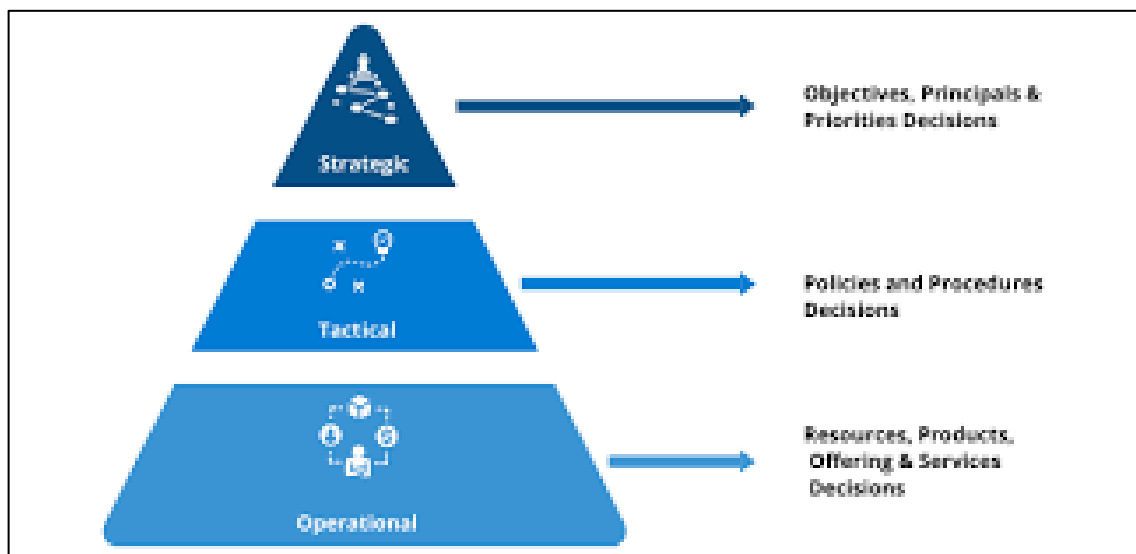 Strategic
Objectives, Principals &
Priorities Decisions
Tactical
Policies and Procedures
Decisions
Operational
Resources, Products,
Offering & Services
Decisions